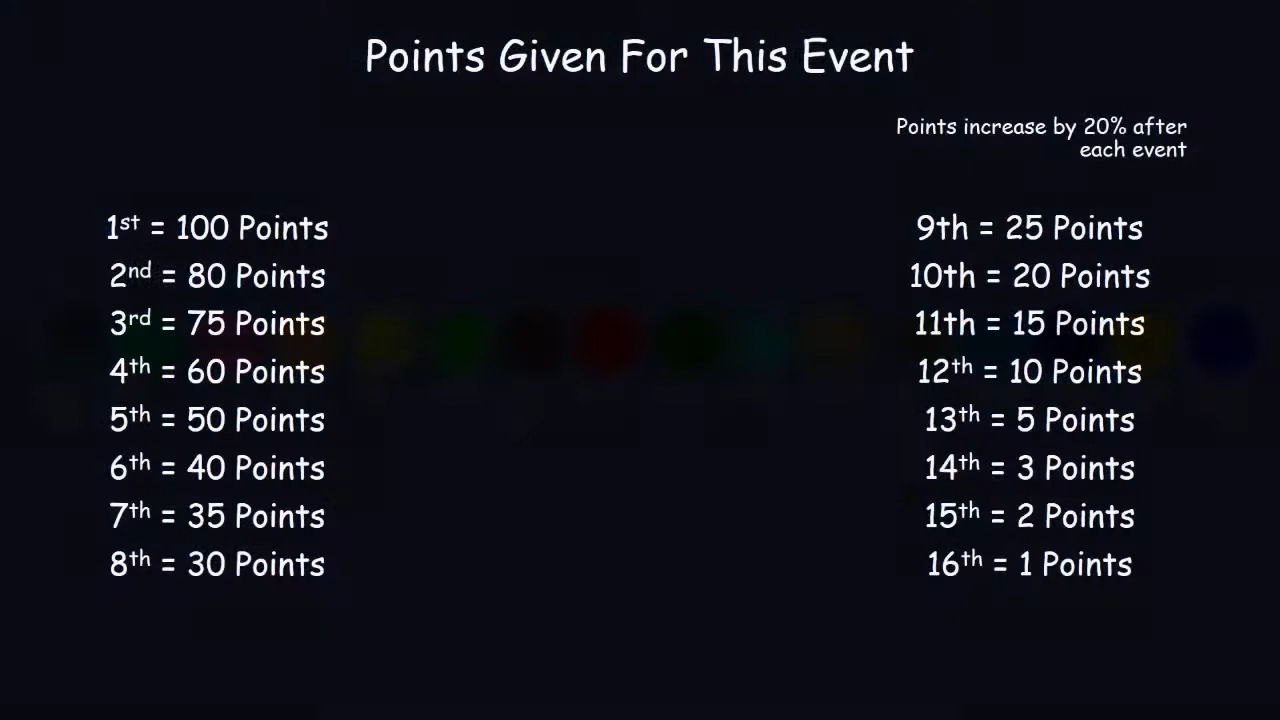 Points Given For This Event
Points increase by 20% after
each event
1st = 100 Points
2nd = 80 Points
3rd = 75 Points
4th = 60 Points
5th = 50 Points
6th = 40 Points
7th = 35 Points
8th = 30 Points
9th = 25 Points
10th = 20 Points
11th = 15 Points
12th = 10 Points
13th = 5 Points
14th = 3 Points
15th = 2 Points
16th = 1 Points